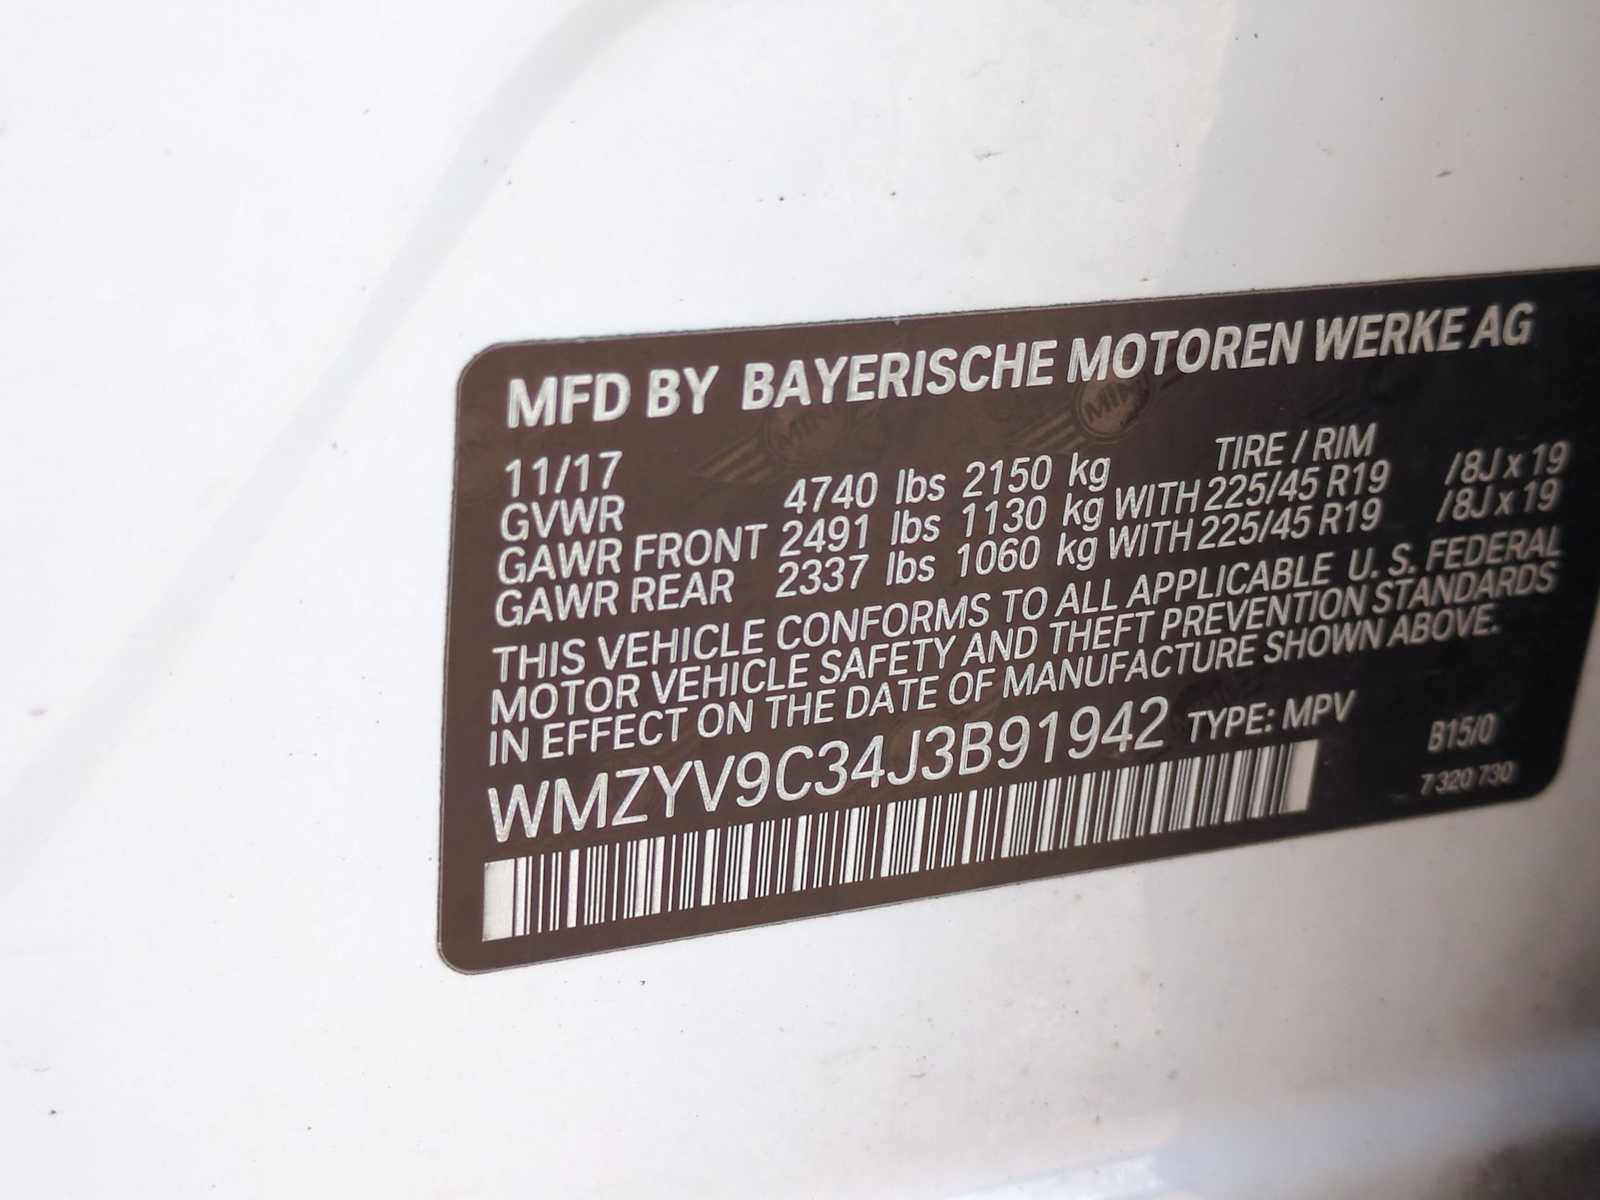 MFD BY BAYERISCHE MOTOREN WERKE AG
11/17 TIRE / RIM
GVWR 4740 lbs 2150 kg
GAWR FRONT 2491 lbs 1130 kg WITH 225/45 R19 /8J x 19
GAWR REAR 2337 lbs 1060 kg WITH 225/45 R19 /8J x 19
THIS VEHICLE CONFORMS TO ALL APPLICABLE U. S. FEDERAL
MOTOR VEHICLE SAFETY AND THEFT PREVENTION STANDARDS
IN EFFECT ON THE DATE OF MANUFACTURE SHOWN ABOVE.
WMZYV9C34J3B91942 TYPE: MPV
B15/0
7 320 730
MINI
MINI